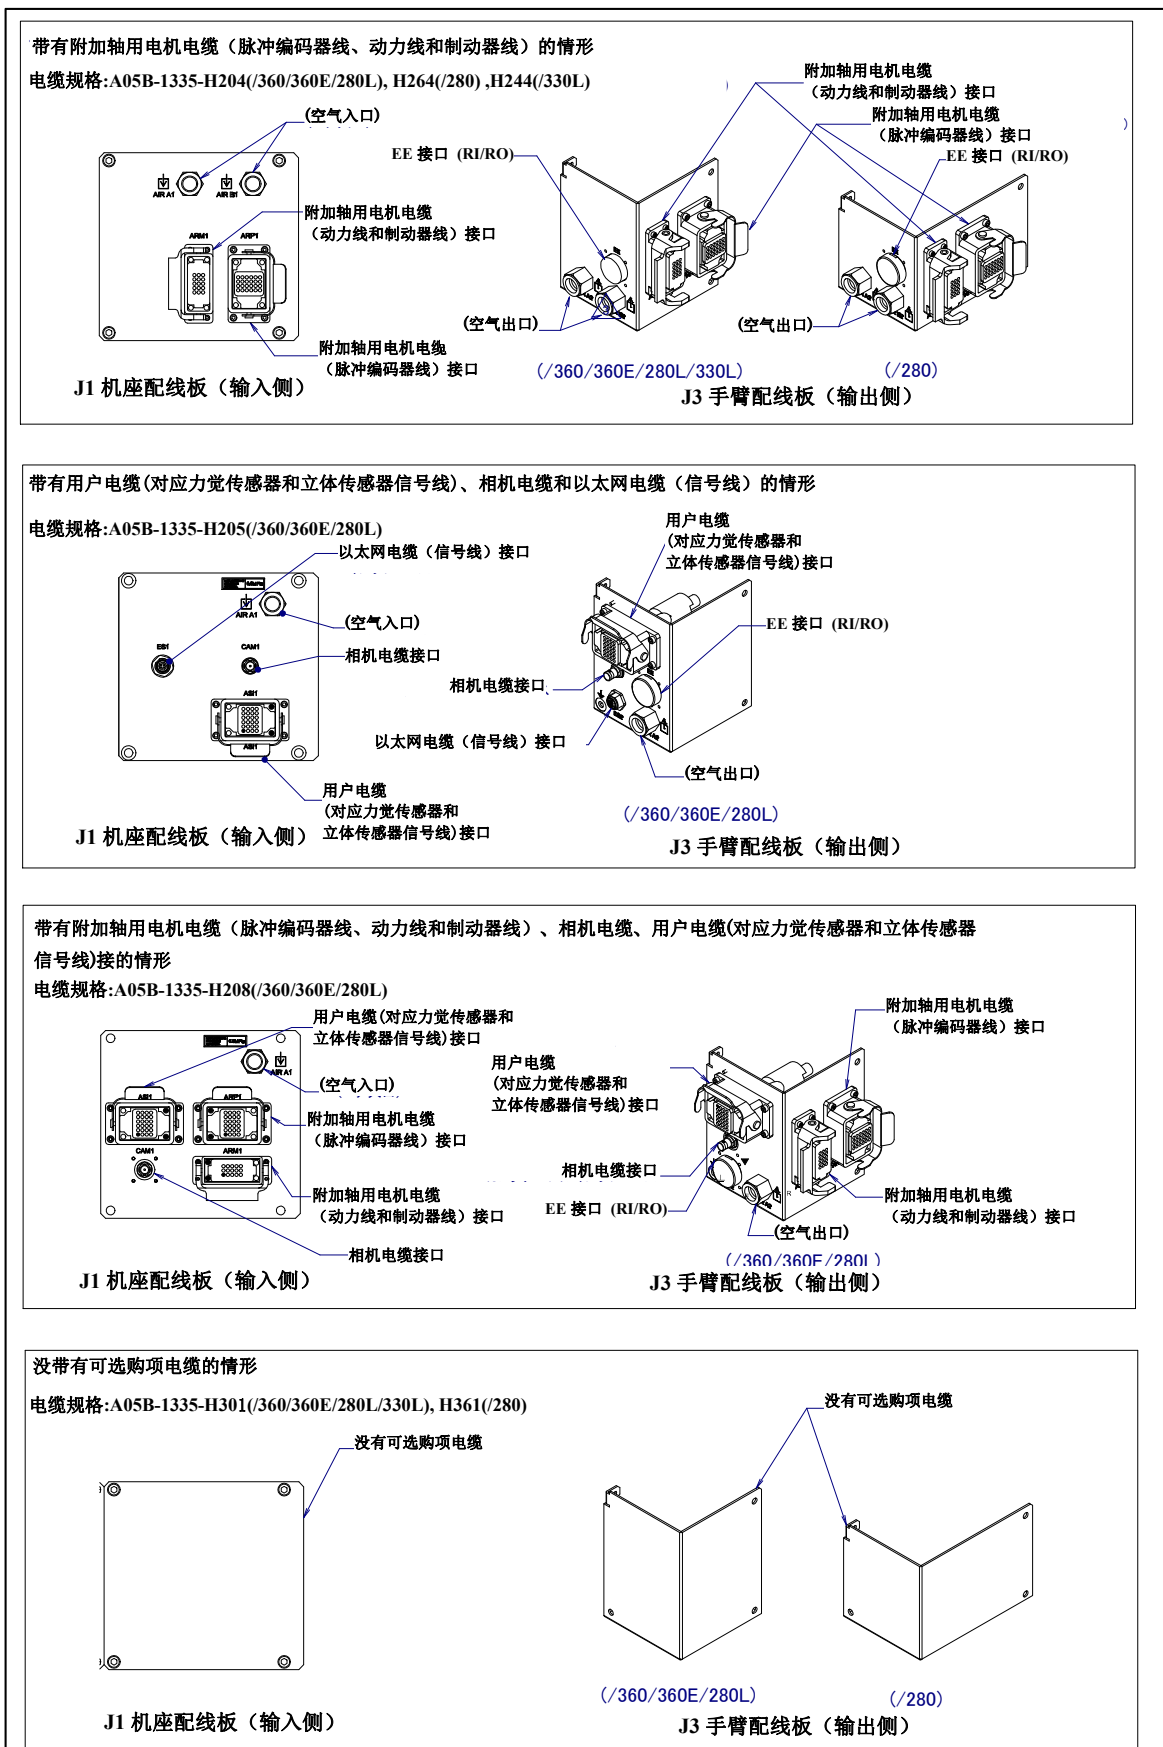 带有附加轴用电机电缆（脉冲编码器线、动力线和制动器线）的情形
电缆规格:A05B-1335-H204(/360/360E/280L), H264(/280) ,H244(/330L)
(空气入口)
AIR A1
AIR B1
附加轴用电机电缆
（动力线和制动器线）接口
ARM1
ARP1
附加轴用电机电缆
（脉冲编码器线）接口
J1 机座配线板（输入侧）
附加轴用电机电缆
（动力线和制动器线）接口
附加轴用电机电缆
（脉冲编码器线）接口
EE 接口 (RI/RO)
EE 接口 (RI/RO)
(空气出口)
(空气出口)
(/360/360E/280L/330L)
(/280)
J3 手臂配线板（输出侧）
带有用户电缆(对应力觉传感器和立体传感器信号线)、相机电缆和以太网电缆（信号线）的情形
电缆规格:A05B-1335-H205(/360/360E/280L)
以太网电缆（信号线）接口
AIR A1
(空气入口)
ES1
CAM1
相机电缆接口
ASI1
ASI1
用户电缆
(对应力觉传感器和
立体传感器信号线)接口
J1 机座配线板（输入侧）
用户电缆
(对应力觉传感器和
立体传感器信号线)接口
EE 接口 (RI/RO)
相机电缆接口
以太网电缆（信号线）接口
(空气出口)
(/360/360E/280L)
J3 手臂配线板（输出侧）
带有附加轴用电机电缆（脉冲编码器线、动力线和制动器线）、相机电缆、用户电缆(对应力觉传感器和立体传感器
信号线)接的情形
电缆规格:A05B-1335-H208(/360/360E/280L)
用户电缆(对应力觉传感器和
立体传感器信号线)接口
AIR A1
(空气入口)
ASI1
ARP1
附加轴用电机电缆
（脉冲编码器线）接口
CAM1
ARM1
附加轴用电机电缆
（动力线和制动器线）接口
相机电缆接口
J1 机座配线板（输入侧）
附加轴用电机电缆
（脉冲编码器线）接口
用户电缆
(对应力觉传感器和
立体传感器信号线)接口
相机电缆接口
EE 接口 (RI/RO)
附加轴用电机电缆
（动力线和制动器线）接口
(空气出口)
(/360/360E/280L)
J3 手臂配线板（输出侧）
没带有可选购项电缆的情形
电缆规格:A05B-1335-H301(/360/360E/280L/330L), H361(/280)
没有可选购项电缆
没有可选购项电缆
(/360/360E/280L)
(/280)
J1 机座配线板（输入侧）
J3 手臂配线板（输出侧）